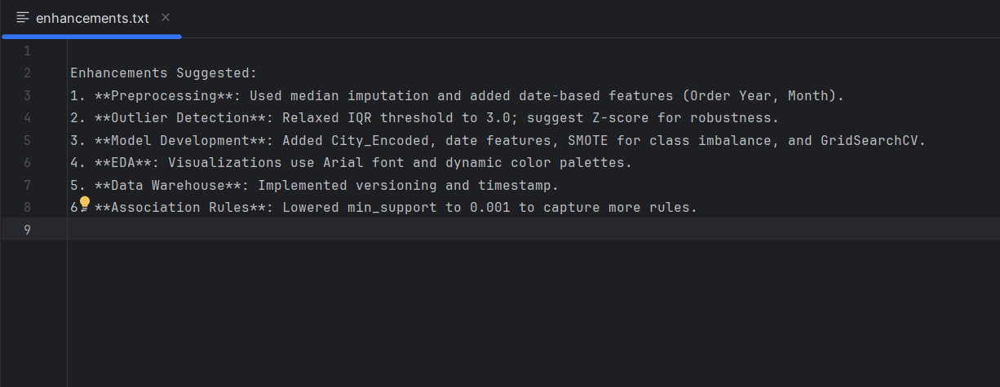 enhancements.txt
1
2 Enhancements Suggested:
3 1. **Preprocessing**: Used median imputation and added date-based features (Order Year, Month).
4 2. **Outlier Detection**: Relaxed IQR threshold to 3.0; suggest Z-score for robustness.
5 3. **Model Development**: Added City_Encoded, date features, SMOTE for class imbalance, and GridSearchCV.
6 4. **EDA**: Visualizations use Arial font and dynamic color palettes.
7 5. **Data Warehouse**: Implemented versioning and timestamp.
8 6. **Association Rules**: Lowered min_support to 0.001 to capture more rules.
9